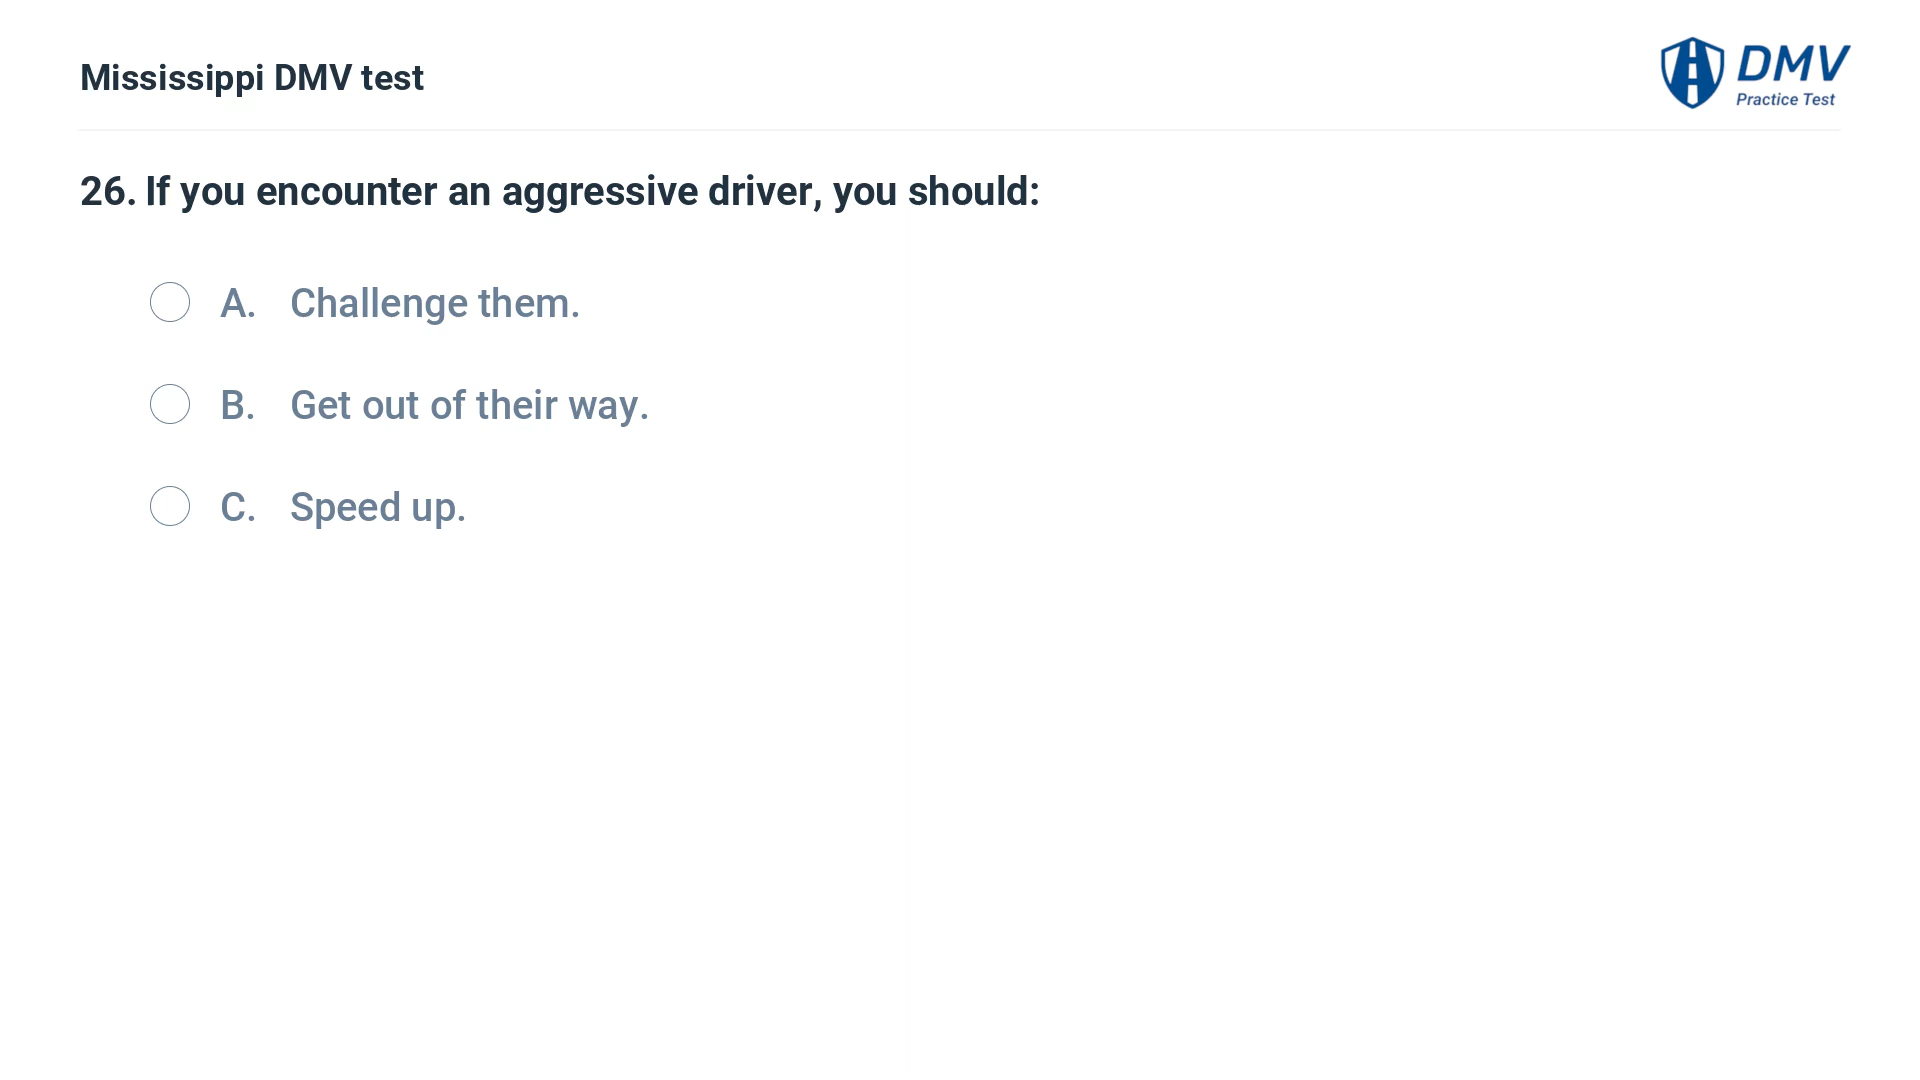 Mississippi DMV test
DMV
Practice Test
26. If you encounter an aggressive driver, you should:
A. Challenge them.
B. Get out of their way.
C. Speed up.